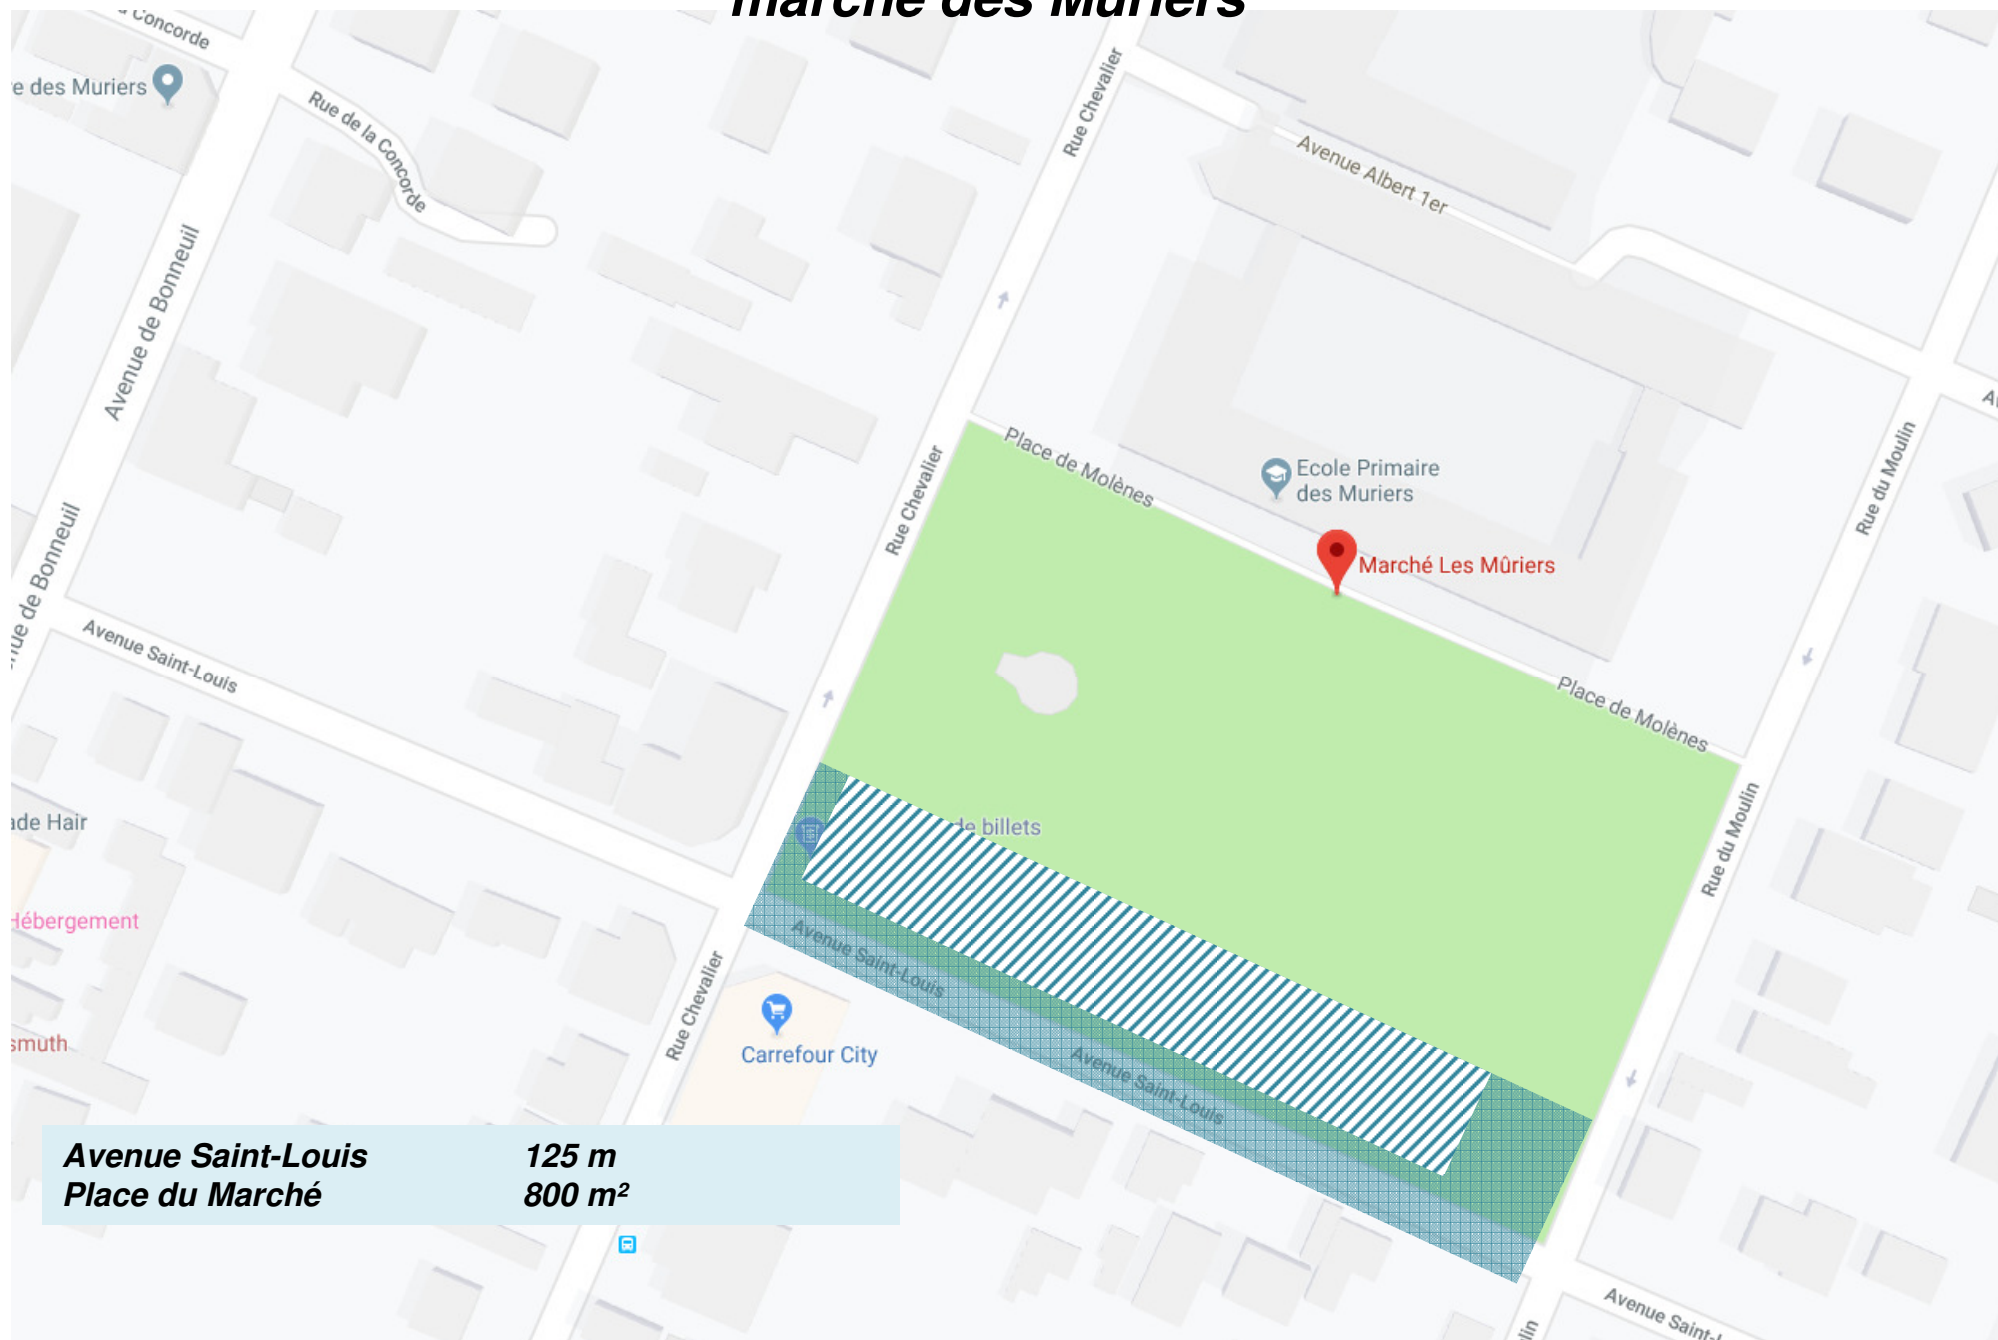 marché des Mûriers
Concorde
e des Muriers
Rue de la Concorde
Rue Chevalier
Avenue Albert 1er
Avenue de Bonneuil
Place de Molènes
Rue Chevalier
Ecole Primaire
des Muriers
Rue du Moulin
Marché Les Mûriers
nue de Bonneuil
Avenue Saint-Louis
Place de Molènes
de billets
Rue du Moulin
ade Hair
Hébergement
Avenue Saint-Louis
Rue Chevalier
smuth
Carrefour City
Avenue Saint-Louis
Avenue Saint-Louis 125 m
Place du Marché 800 m²
Avenue Saint-L
lin